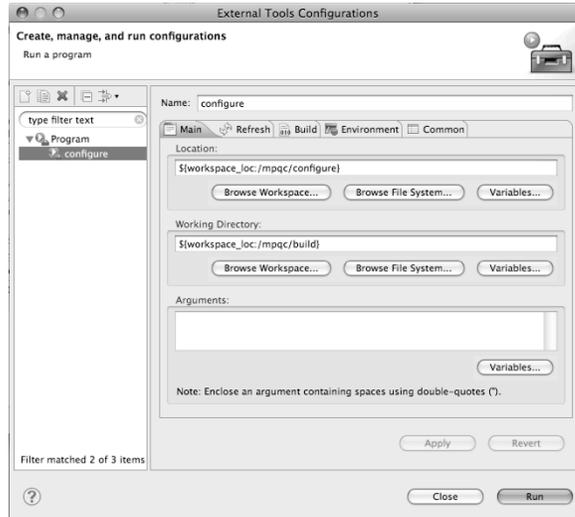 External Tools Configurations
Create, manage, and run configurations
Run a program
type filter text
Program
configure
Filter matched 2 of 3 items
Name: configure
Main Refresh Build Environment Common
Location:
${workspace_loc:/mpqc/configure}
Browse Workspace... Browse File System... Variables...
Working Directory:
${workspace_loc:/mpqc/build}
Browse Workspace... Browse File System... Variables...
Arguments:
Variables...
Note: Enclose an argument containing spaces using double-quotes (").
Apply Revert
?
Close Run